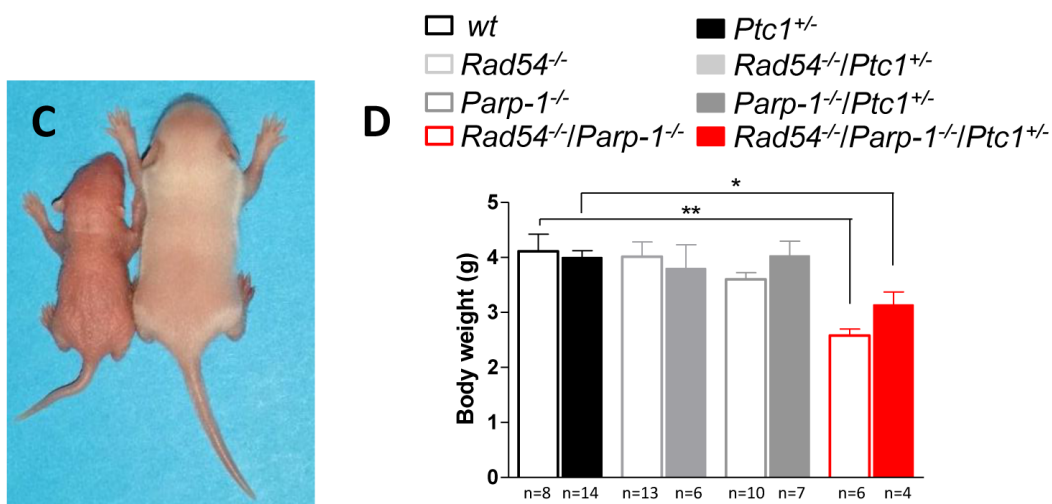 wt Ptc1+/-
Rad54-/- Rad54-/-/Ptc1+/-
Parp-1-/- Parp-1-/-/Ptc1+/-
Rad54-/-/Parp-1-/- Rad54-/-/Parp-1-/-/Ptc1+/-
C D
*
**
Body weight (g)
5
4
3
2
1
0
n=8 n=14 n=13 n=6 n=10 n=7 n=6 n=4